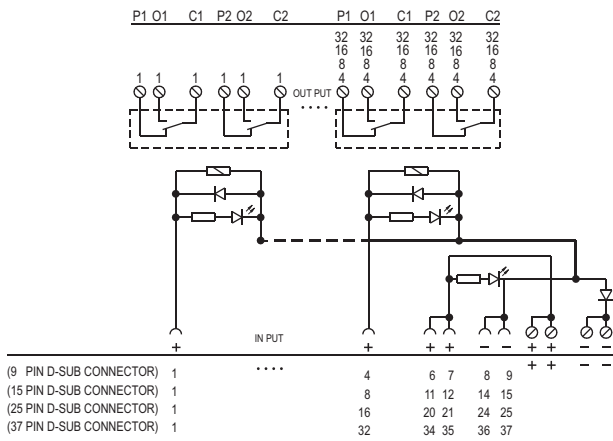 P1 O1 C1 P2 O2 C2 P1 O1 C1 P2 O2 C2
32 32 32 32 32 32
16 16 16 16 16 16
8 8 8 8 8 8
1 1 1 1 1 1 4 4 4 4 4 4
OUT PUT
• • • •
IN PUT
+ + + + − − + + − −
+ + − −
• • • •
(9 PIN D-SUB CONNECTOR) 1 4 6 7 8 9
(15 PIN D-SUB CONNECTOR) 1 8 11 12 14 15
(25 PIN D-SUB CONNECTOR) 1 16 20 21 24 25
(37 PIN D-SUB CONNECTOR) 1 32 34 35 36 37